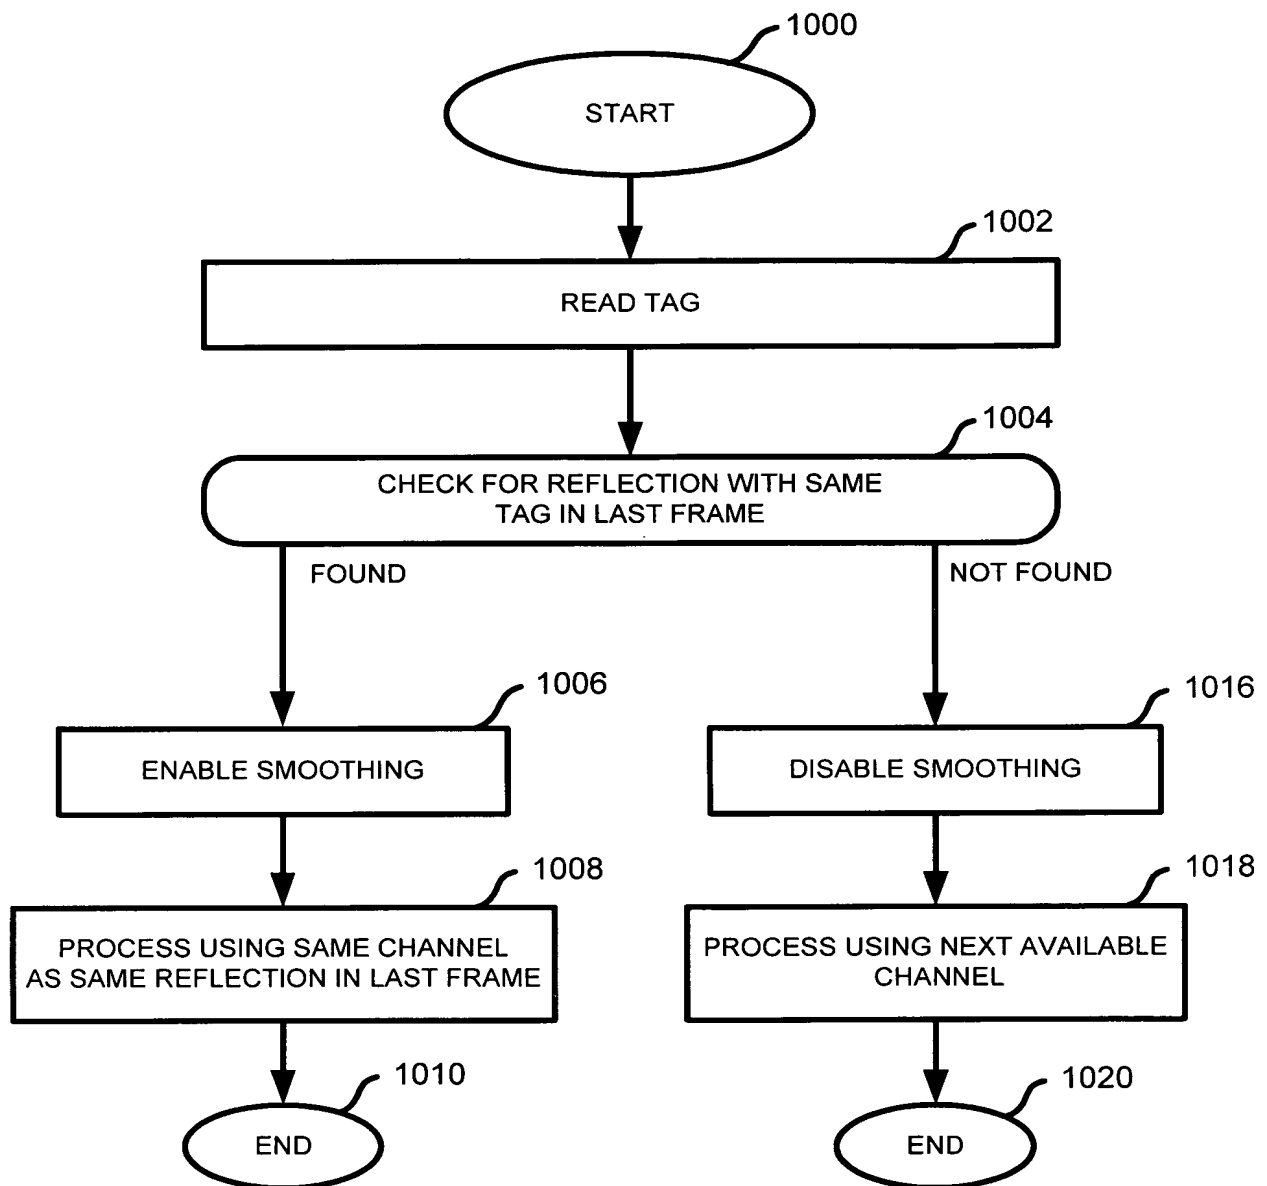 1000
START
1002
READ TAG
1004
CHECK FOR REFLECTION WITH SAME
TAG IN LAST FRAME
FOUND
NOT FOUND
1006
ENABLE SMOOTHING
1016
DISABLE SMOOTHING
1008
PROCESS USING SAME CHANNEL
AS SAME REFLECTION IN LAST FRAME
1018
PROCESS USING NEXT AVAILABLE
CHANNEL
1010
END
1020
END